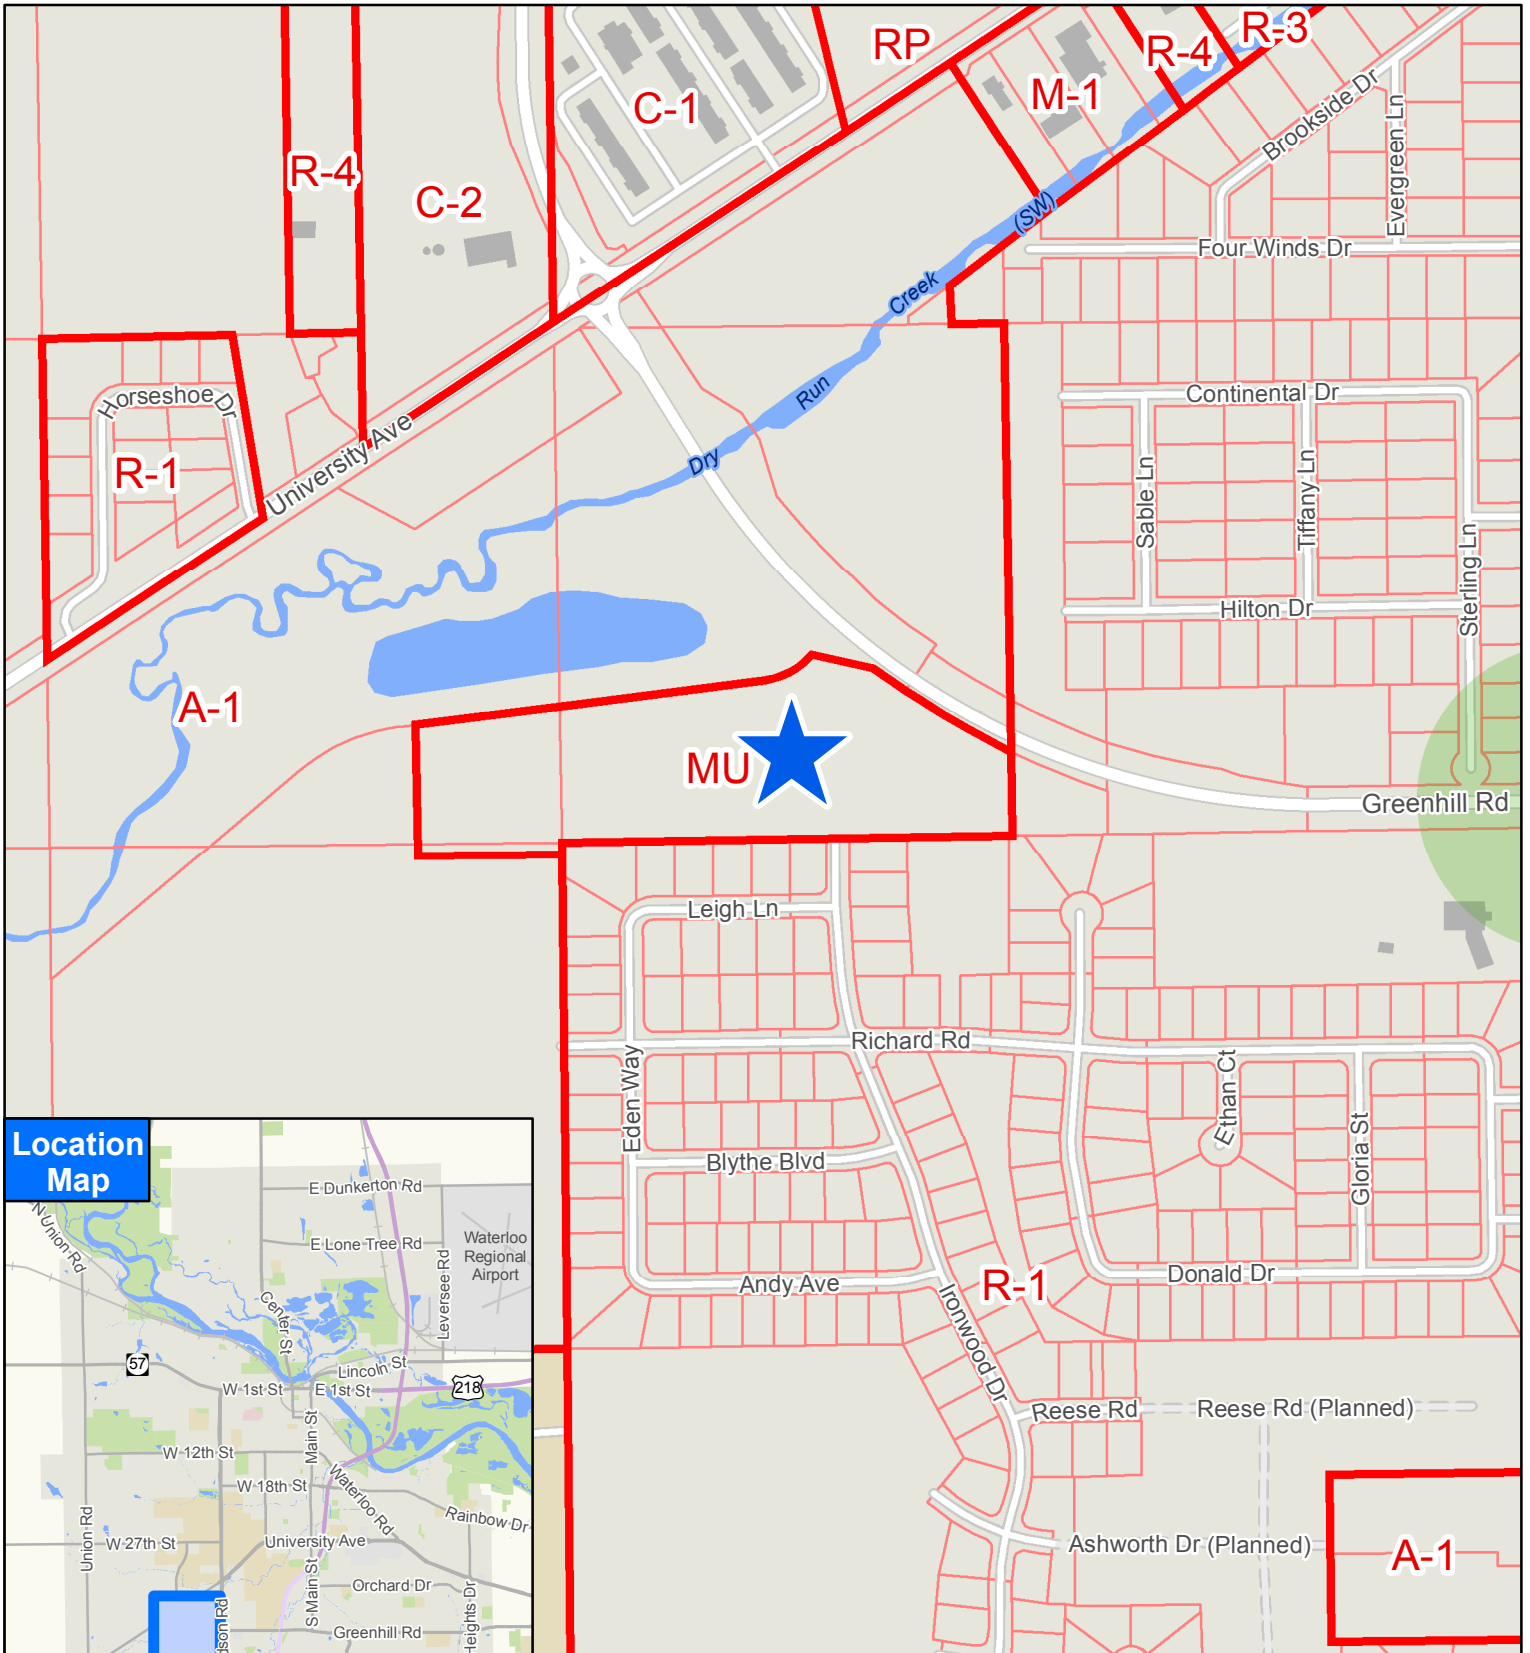 RP
R-3
R-4
M-1
C-1
R-4
C-2
Brookside Dr
Evergreen Ln
(SW)
Four Winds Dr
Creek
Run
Dry
Horseshoe Dr
R-1
University Ave
Continental Dr
Sable Ln
Tiffany Ln
Sterling Ln
Hilton Dr
A-1
MU
Greenhill Rd
Leigh Ln
Richard Rd
Eden Way
Ethan Ct
Gloria St
Blythe Blvd
Andy Ave
Ironwood Dr
R-1
Donald Dr
Reese Rd
Reese Rd (Planned)
Ashworth Dr (Planned)
A-1
Location
Map
N Union Rd
E Dunkerton Rd
E Lone Tree Rd
Leversee Rd
Waterloo
Regional
Airport
Center St
57
Lincoln St
W 1st St
E 1st St
218
Main St
W 12th St
W 18th St
Waterloo Rd
Rainbow Dr
Union Rd
W 27th St
University Ave
S Main St
Orchard Dr
Heights Dr
dson Rd
Greenhill Rd